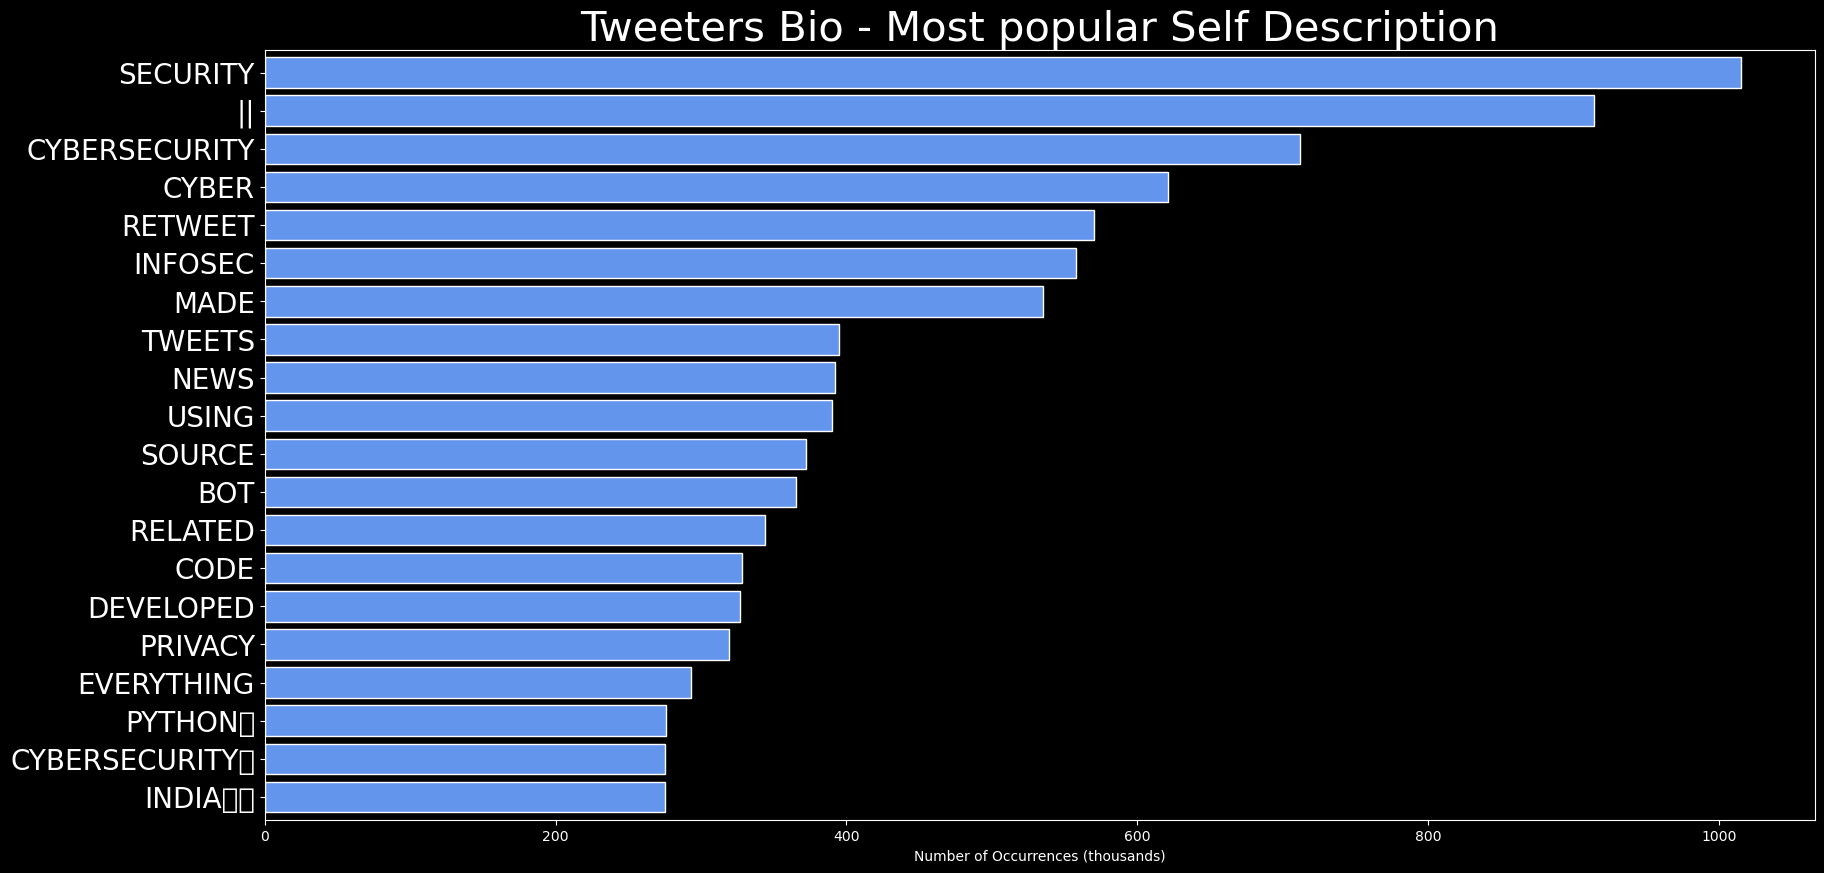 Tweeters Bio - Most popular Self Description
SECURITY
||
CYBERSECURITY
CYBER
RETWEET
INFOSEC
MADE
TWEETS
NEWS
USING
SOURCE
BOT
RELATED
CODE
DEVELOPED
PRIVACY
EVERYTHING
PYTHON▯
CYBERSECURITY▯
INDIA▯▯
0 200 400 600 800 1000
Number of Occurrences (thousands)